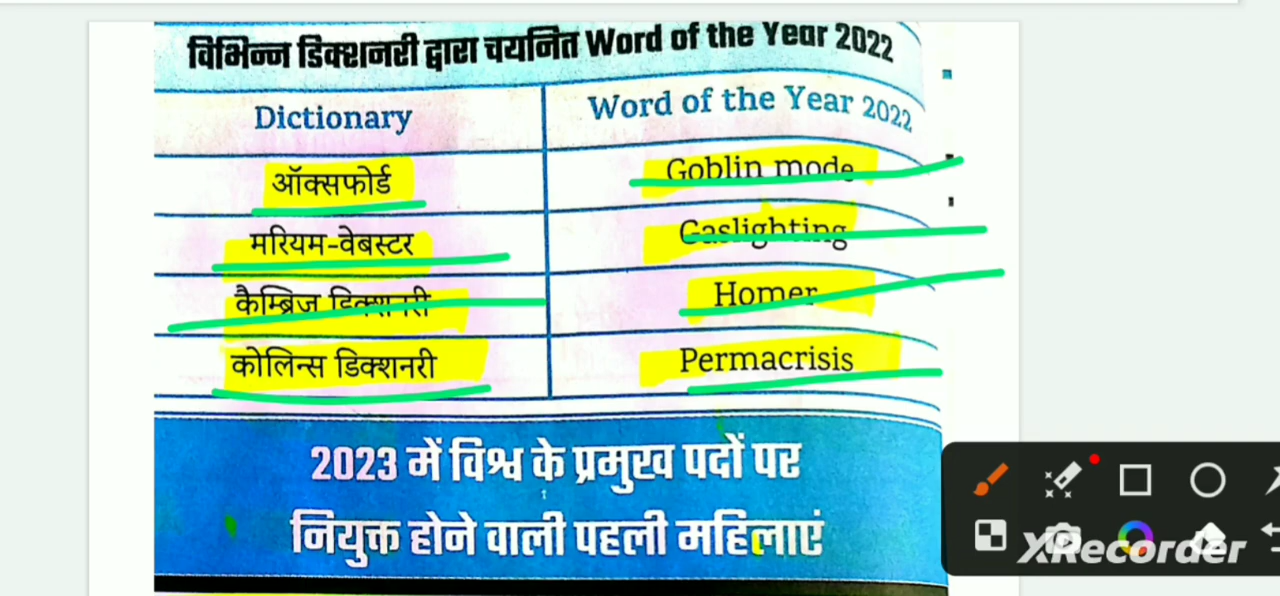 विभिन्न डिक्शनरी द्वारा चयनित Word of the Year 2022
Dictionary Word of the Year 2022
ऑक्सफोर्ड Goblin mode
मरियम-वेबस्टर Gaslighting
कैम्ब्रिज डिक्शनरी Homer
कोलिन्स डिक्शनरी Permacrisis
2023 में विश्व के प्रमुख पदों पर
नियुक्त होने वाली पहली महिलाएं
XRecorder